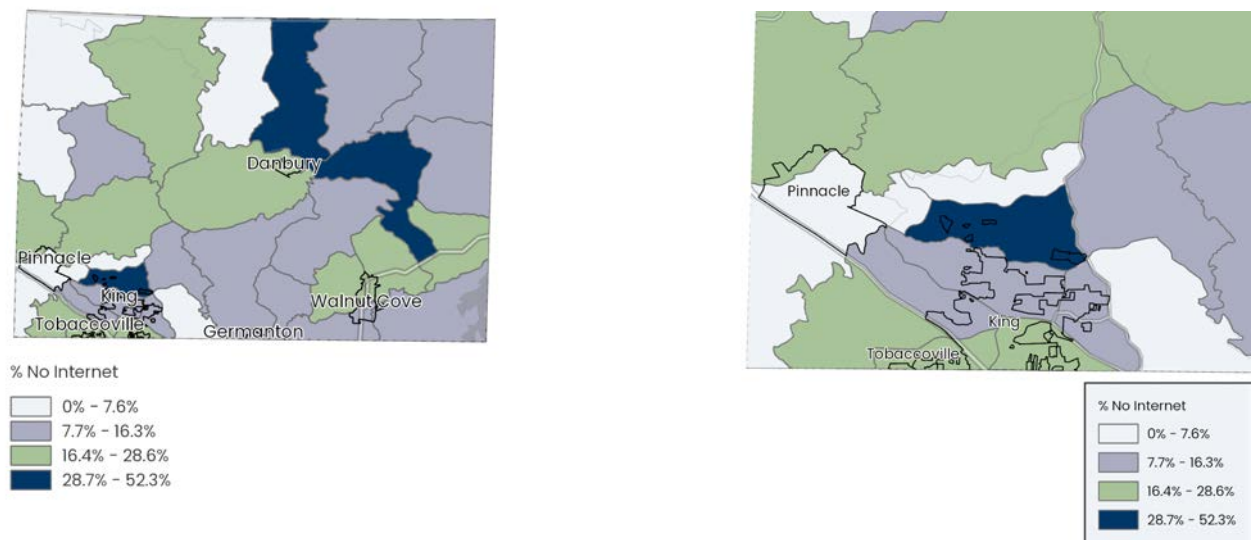 Danbury
Pinnacle
King
Walnut Cove
Tobaccoville
Germanton
% No Internet
0% - 7.6%
7.7% - 16.3%
16.4% - 28.6%
28.7% - 52.3%
Pinnacle
King
Tobaccoville
% No Internet
0% - 7.6%
7.7% - 16.3%
16.4% - 28.6%
28.7% - 52.3%